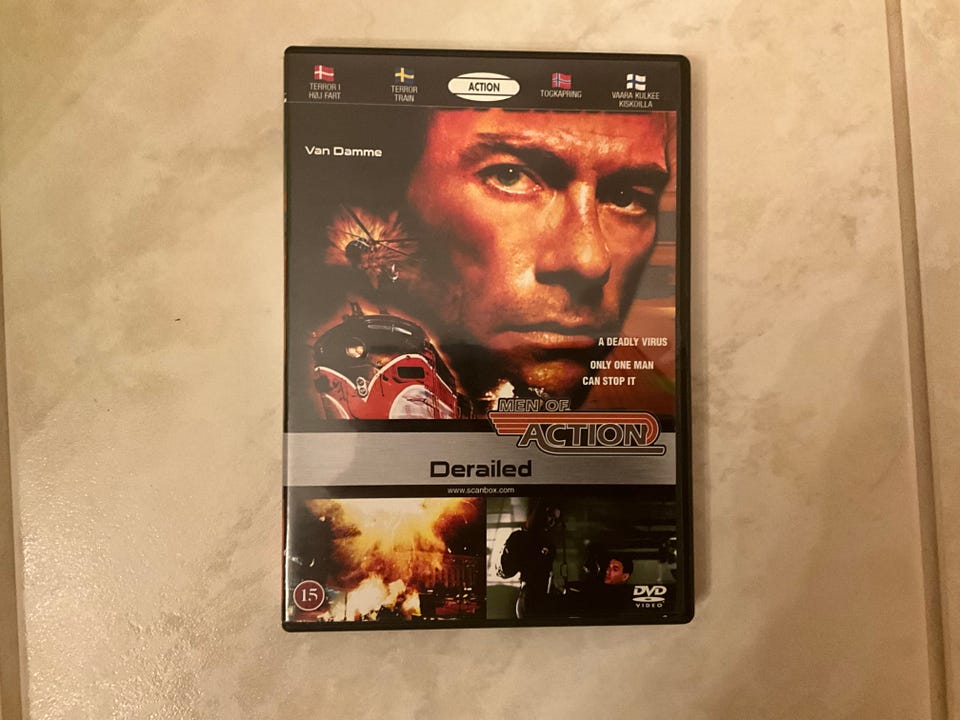 TERROR I
HØJ FART
TERROR
TRAIN
ACTION
TOGKAPRING
VAARA KULKEE
KISKOILLA
Van Damme
A DEADLY VIRUS
ONLY ONE MAN
CAN STOP IT
MEN OF
ACTION
Derailed
www.scanbox.com
15
DVD
VIDEO